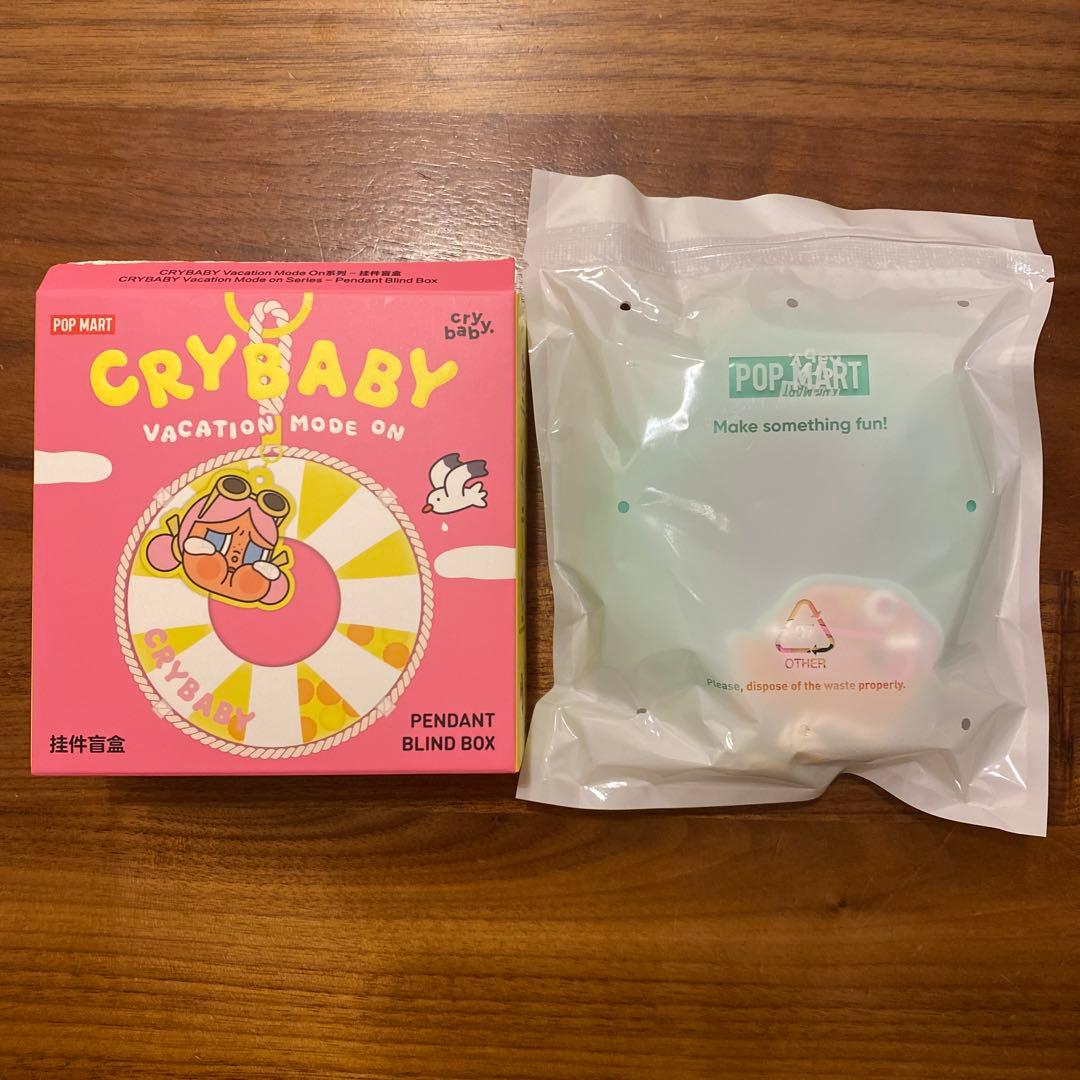 CRYBABY Vacation Mode On系列 – 挂件盲盒
CRYBABY Vacation Mode on Series – Pendant Blind Box
POP MART
cry
baby.
CRYBABY
VACATION MODE ON
CRYBABY
挂件盲盒
PENDANT
BLIND BOX
POP MART
Make something fun!
OTHER
Please, dispose of the waste properly.